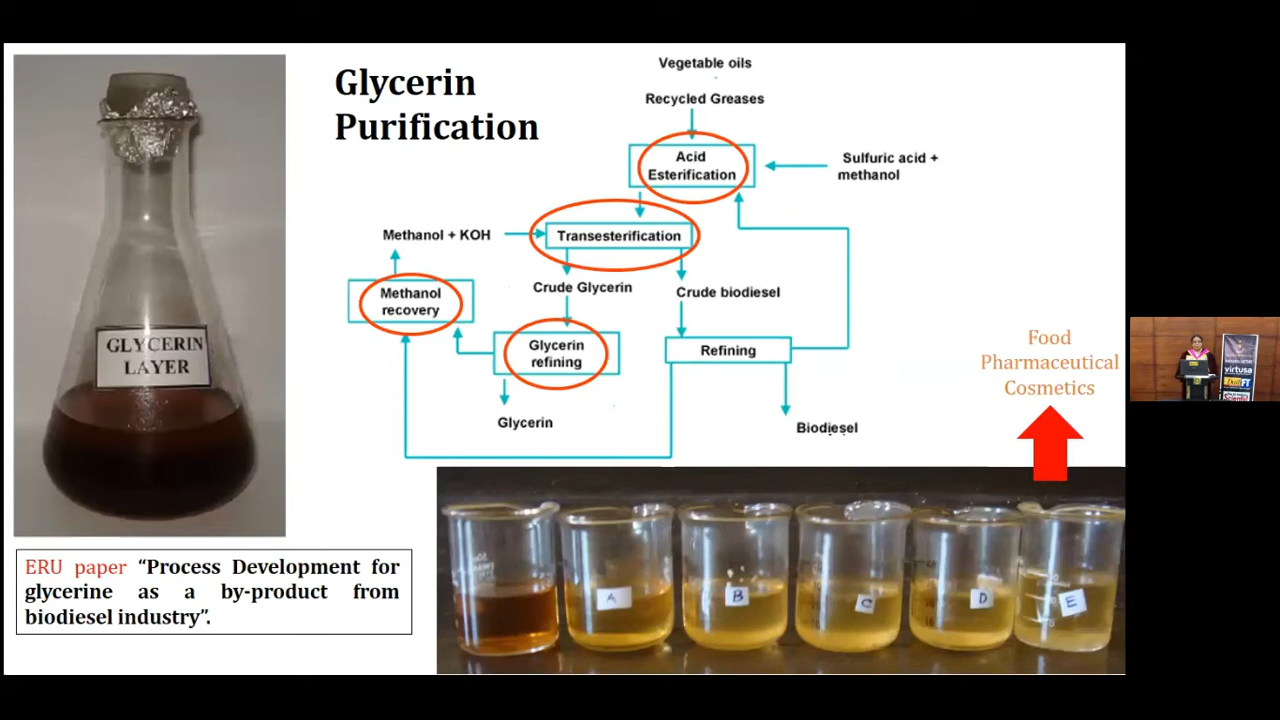 Glycerin
Purification
Vegetable oils
Recycled Greases
Acid
Esterification
Sulfuric acid +
methanol
Methanol + KOH
Transesterification
Crude Glycerin
Crude biodiesel
Methanol
recovery
Glycerin
refining
Refining
Glycerin
Biodiesel
Food
Pharmaceutical
Cosmetics
GLYCERIN
LAYER
ERU paper “Process Development for
glycerine as a by-product from
biodiesel industry”.
A
B
C
D
E
virtusa